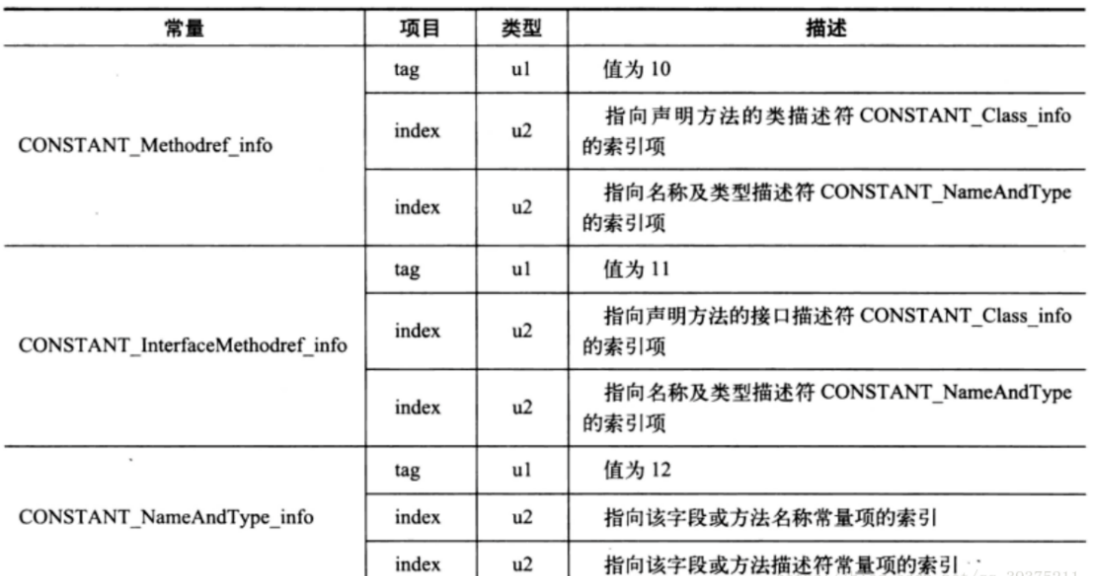 常量 项目 类型 描述
tag u1 值为 10
指向声明方法的类描述符 CONSTANT_Class_info
CONSTANT_Methodref_info index u2
的索引项
指向名称及类型描述符 CONSTANT_NameAndType
index u2
的索引项
tag u1 值为 11
指向声明方法的接口描述符 CONSTANT_Class_info
CONSTANT_InterfaceMethodref_info index u2
的索引项
指向名称及类型描述符 CONSTANT_NameAndType
index u2
的索引项
tag u1 值为 12
CONSTANT_NameAndType_info index u2 指向该字段或方法名称常量项的索引
index u2 指向该字段或方法描述符常量项的索引